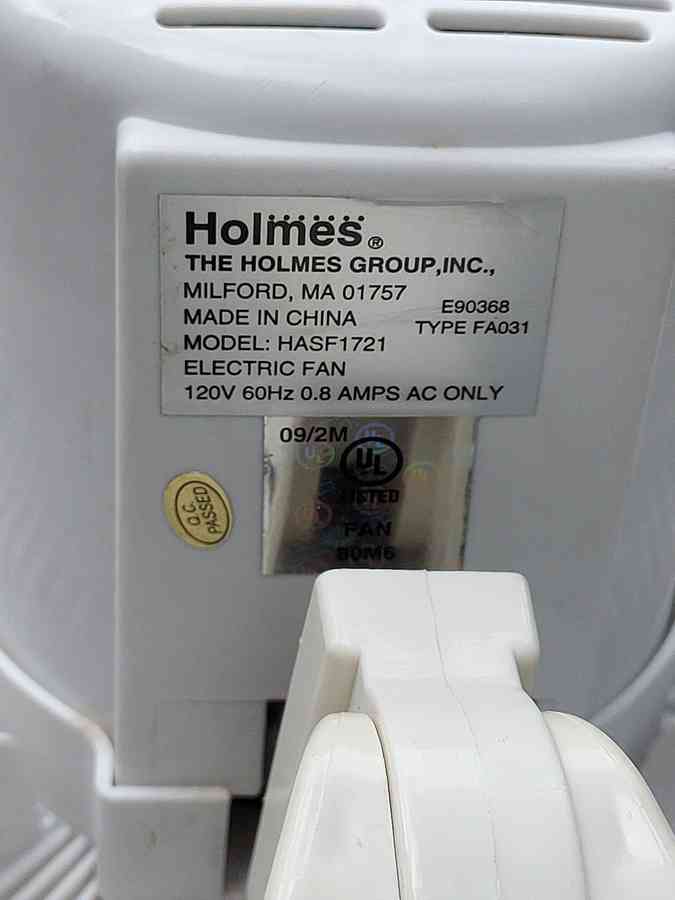 Holmes®
THE HOLMES GROUP,INC.,
MILFORD, MA 01757
E90368
MADE IN CHINA
TYPE FA031
MODEL: HASF1721
ELECTRIC FAN
120V 60Hz 0.8 AMPS AC ONLY
09/2M
UL
LISTED
FAN
80M6
Q.C.
PASSED